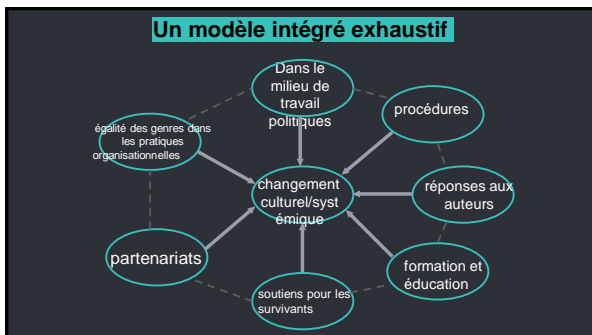 Un modèle intégré exhaustif
Dans le
milieu de
travail
politiques
procédures
réponses aux
auteurs
formation et
éducation
soutiens pour les
survivants
partenariats
égalité des genres dans
les pratiques
organisationnelles
changement
culturel/syst
émique